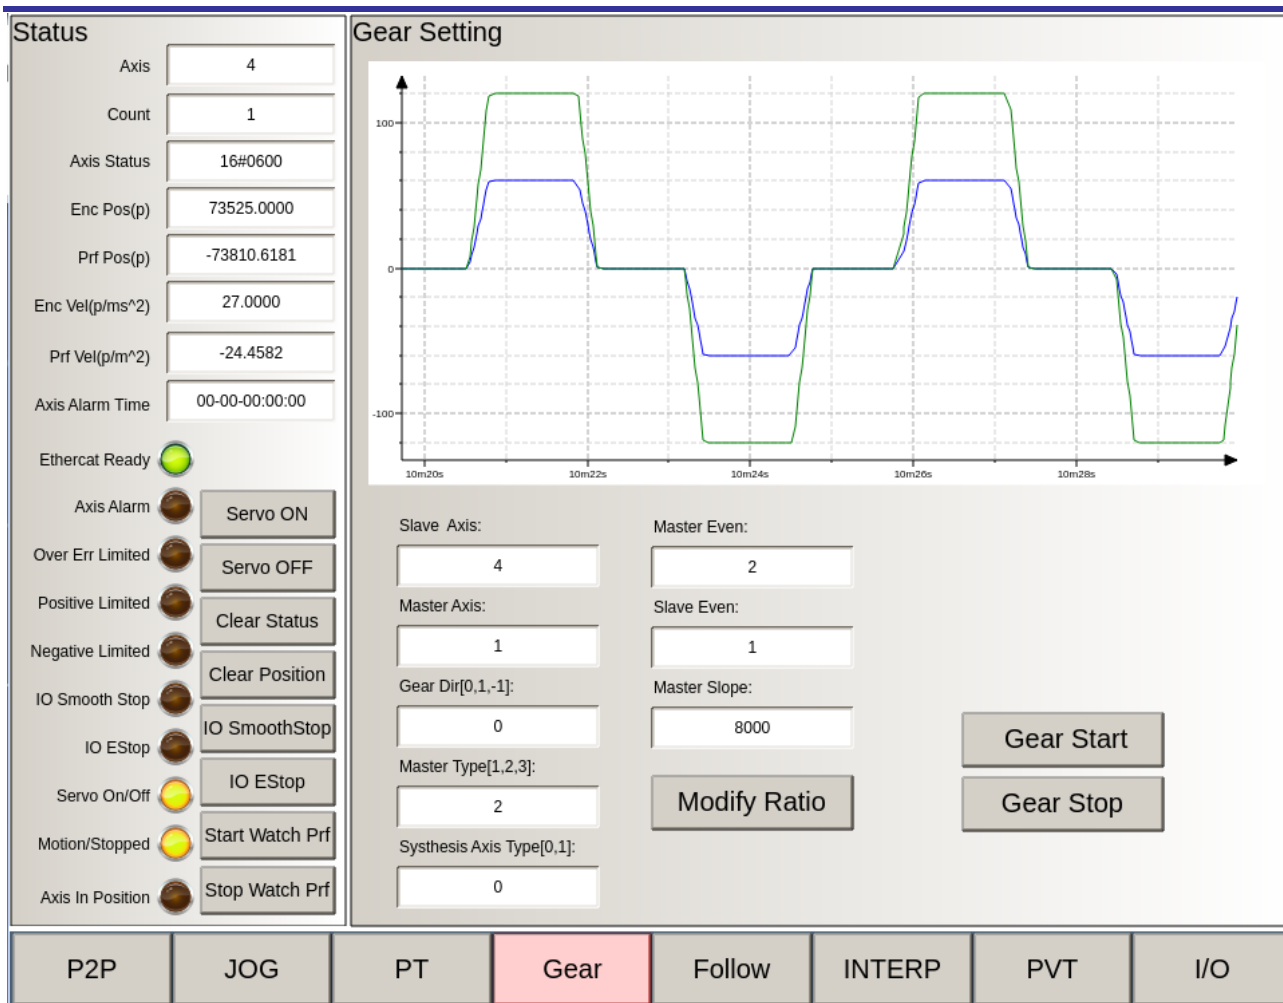 Status
Axis 4
Count 1
Axis Status 16#0600
Enc Pos(p) 73525.0000
Prf Pos(p) -73810.6181
Enc Vel(p/ms^2) 27.0000
Prf Vel(p/m^2) -24.4582
Axis Alarm Time 00-00-00:00:00
Ethercat Ready
Axis Alarm
Over Err Limited
Positive Limited
Negative Limited
IO Smooth Stop
IO EStop
Servo On/Off
Motion/Stopped
Axis In Position
Servo ON
Servo OFF
Clear Status
Clear Position
IO SmoothStop
IO EStop
Start Watch Prf
Stop Watch Prf
Gear Setting
100
0
-100
10m20s 10m22s 10m24s 10m26s 10m28s
Slave Axis:
4
Master Axis:
1
Gear Dir[0,1,-1]:
0
Master Type[1,2,3]:
2
Systhesis Axis Type[0,1]:
0
Master Even:
2
Slave Even:
1
Master Slope:
8000
Modify Ratio
Gear Start
Gear Stop
P2P JOG PT Gear Follow INTERP PVT I/O